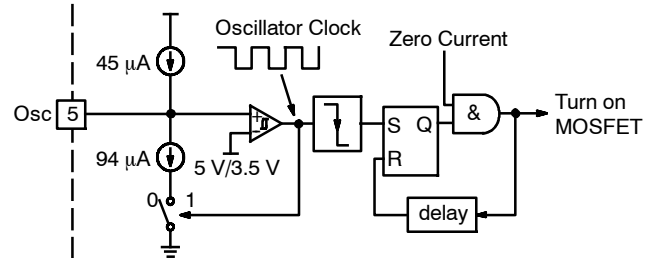 Oscillator Clock
Zero Current
45 μA
Osc 5
+
−
5 V/3.5 V
94 μA
0 1
S Q
R
&
Turn on
MOSFET
delay